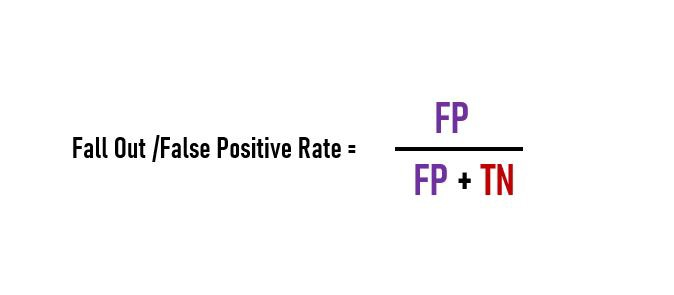 FP
Fall Out /False Positive Rate =
FP + TN